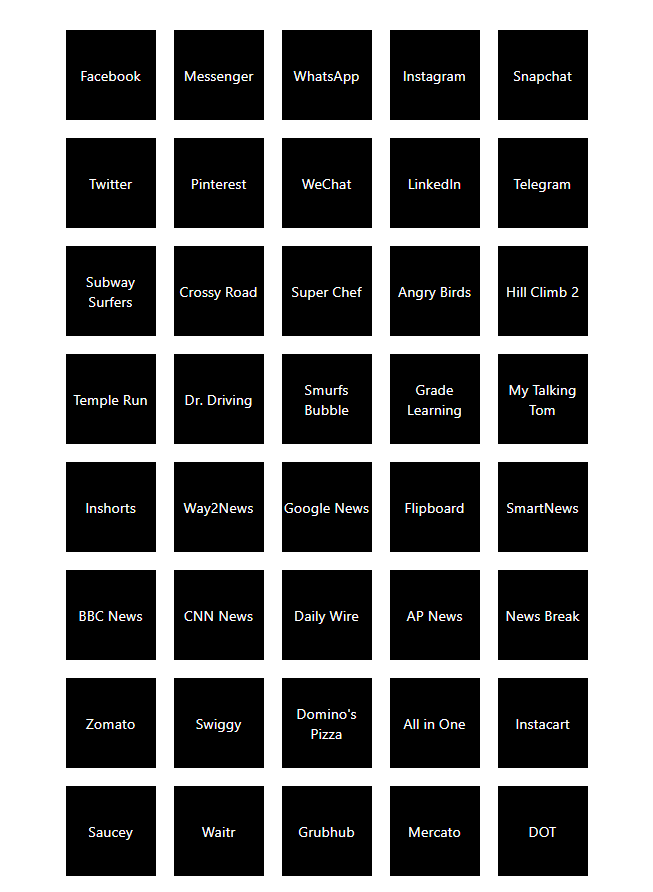 Facebook Messenger WhatsApp Instagram Snapchat
Twitter Pinterest WeChat LinkedIn Telegram
Subway
Surfers
Crossy Road Super Chef Angry Birds Hill Climb 2
Temple Run Dr. Driving
Smurfs
Bubble
Grade
Learning
My Talking
Tom
Inshorts Way2News Google News Flipboard SmartNews
BBC News CNN News Daily Wire AP News News Break
Zomato Swiggy
Domino's
Pizza
All in One Instacart
Saucey Waitr Grubhub Mercato DOT